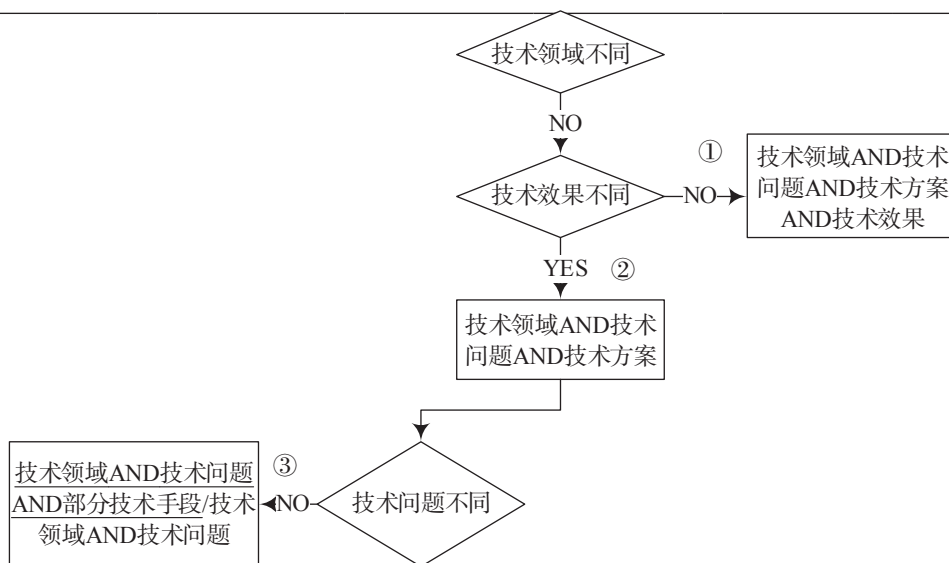 技术领域不同
NO
技术效果不同
NO
①
技术领域AND技术
问题AND技术方案
AND技术效果
YES
②
技术领域AND技术
问题AND技术方案
技术问题不同
NO
③
技术领域AND技术问题
AND部分技术手段/技术
领域AND技术问题